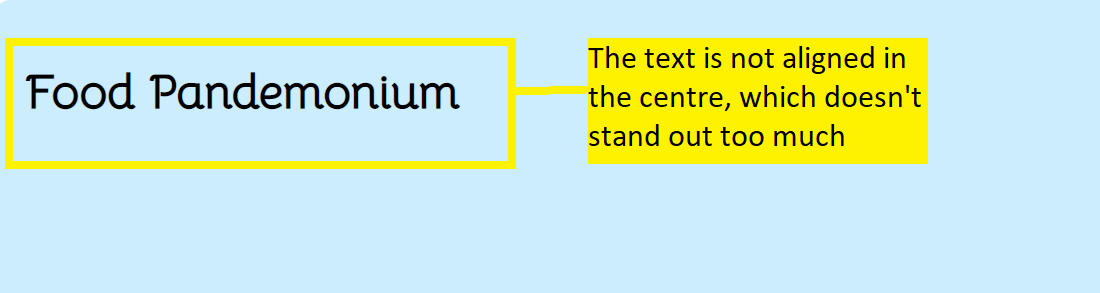 Food Pandemonium
The text is not aligned in
the centre, which doesn't
stand out too much